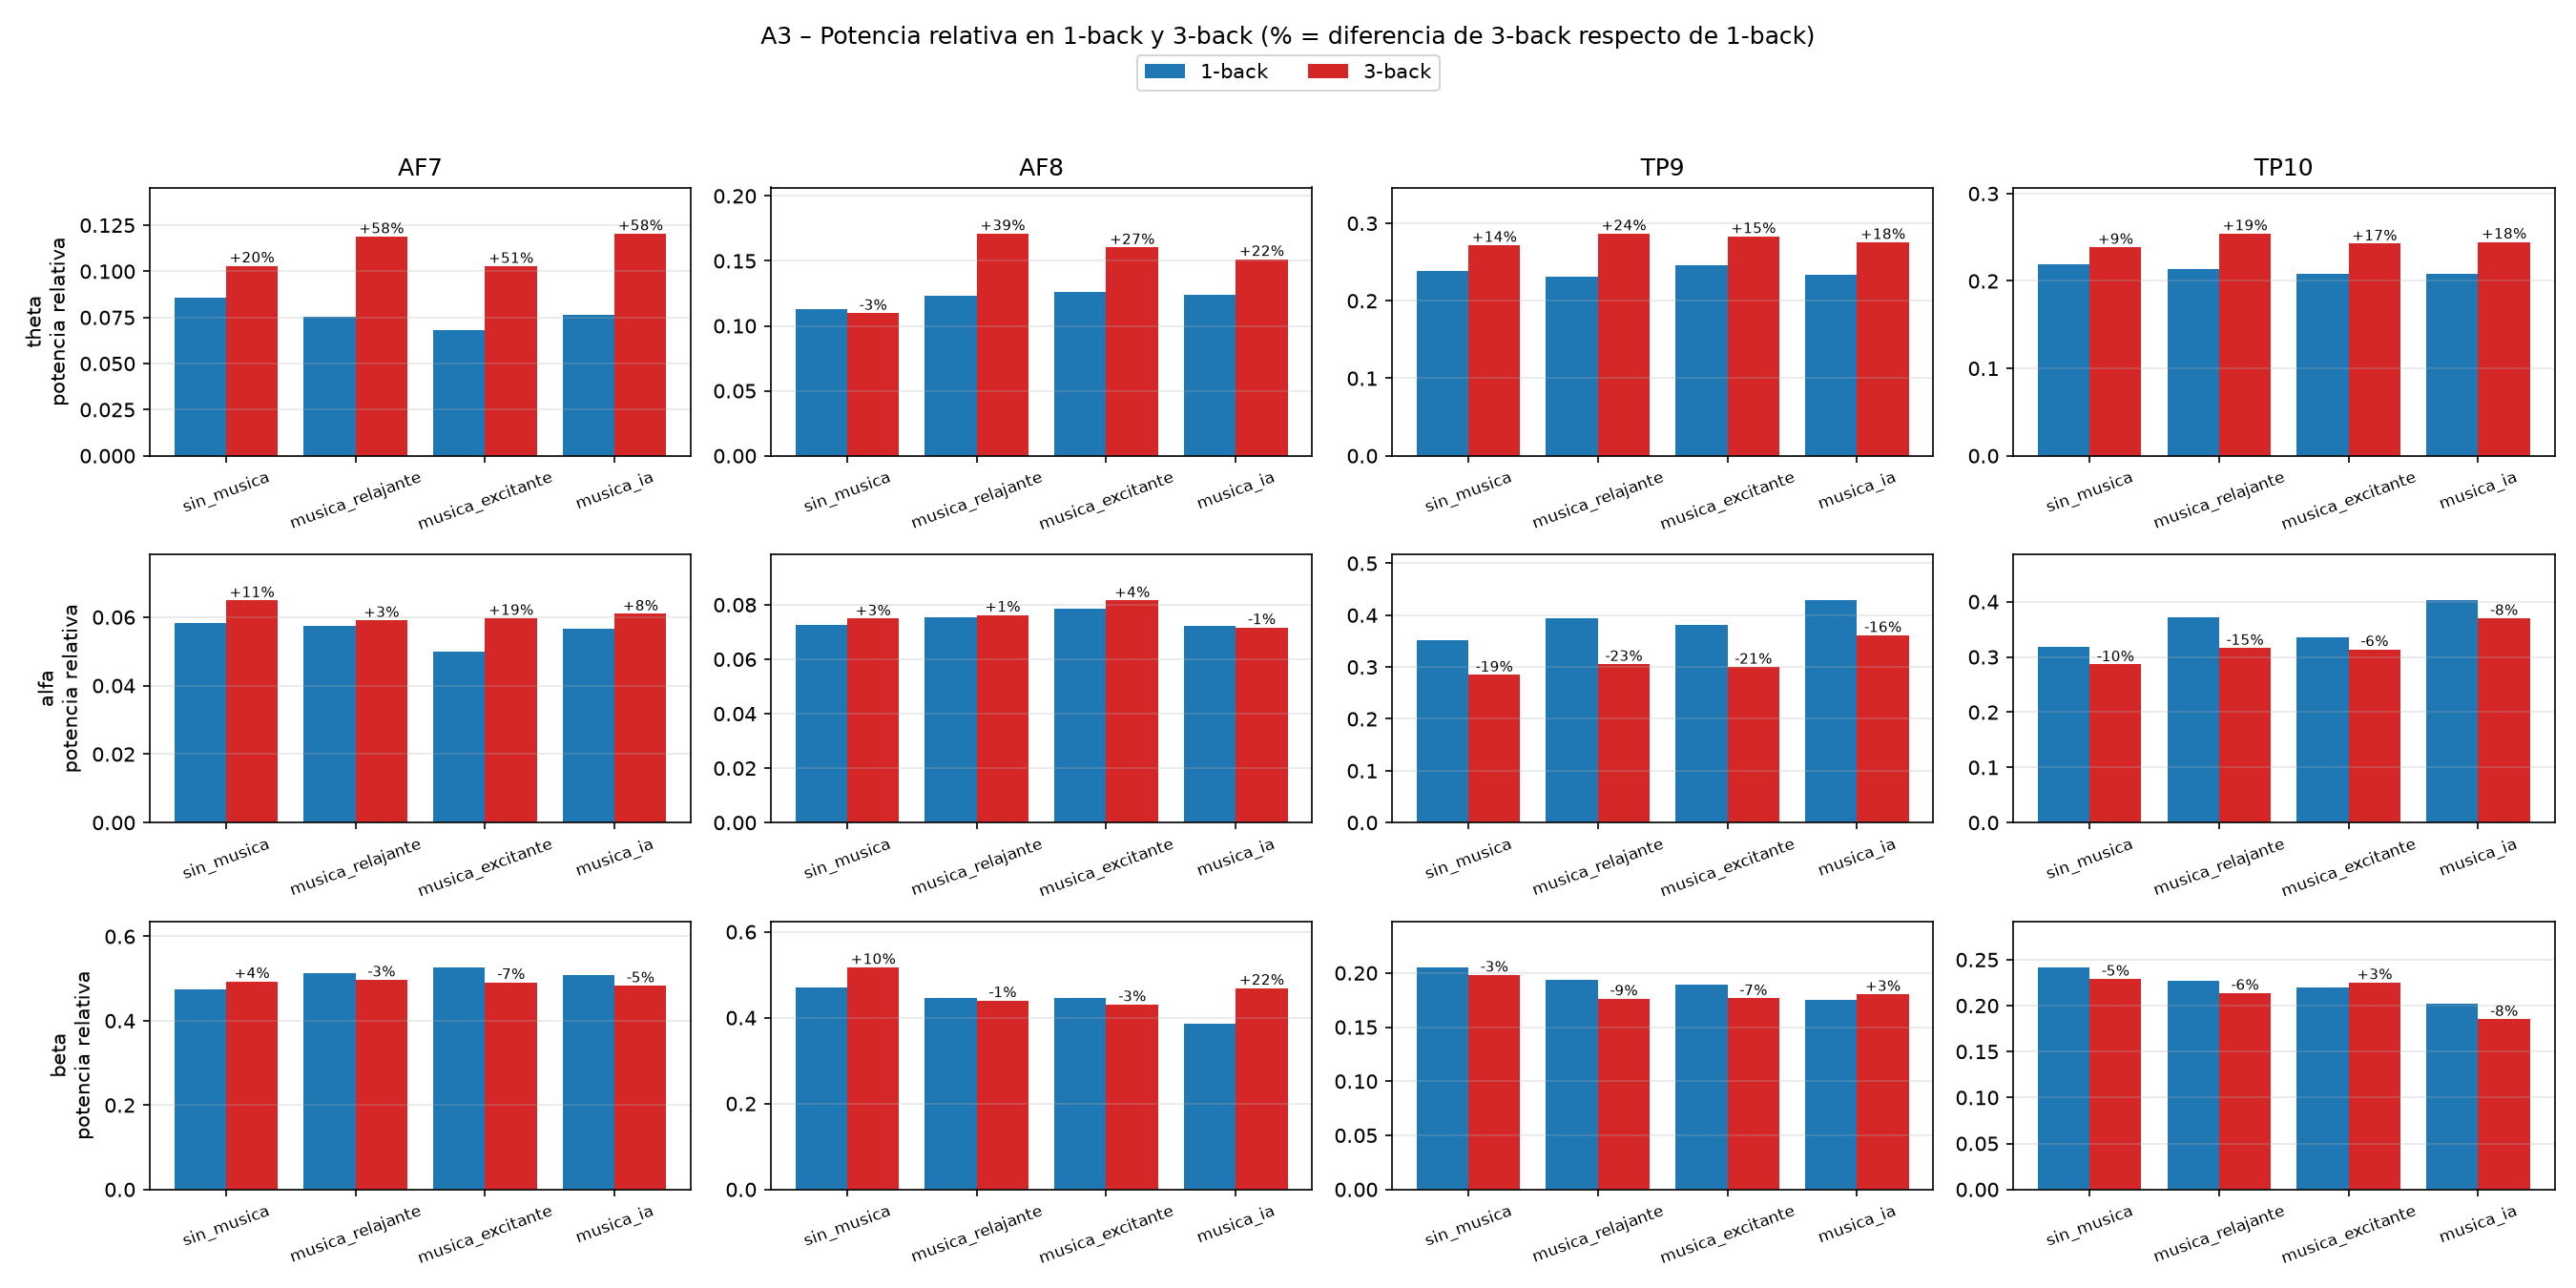 A3 – Potencia relativa en 1-back y 3-back (% = diferencia de 3-back respecto de 1-back)
1-back 3-back
AF7 AF8 TP9 TP10
theta
potencia relativa
0.125
0.100
0.075
0.050
0.025
0.000
+20% +58% +51% +58%
sin_musica musica_relajante musica_excitante musica_ia
0.20
0.15
0.10
0.05
0.00
-3% +39% +27% +22%
sin_musica musica_relajante musica_excitante musica_ia
0.3
0.2
0.1
0.0
+14% +24% +15% +18%
sin_musica musica_relajante musica_excitante musica_ia
0.3
0.2
0.1
0.0
+9% +19% +17% +18%
sin_musica musica_relajante musica_excitante musica_ia
alfa
potencia relativa
0.06
0.04
0.02
0.00
+11% +3% +19% +8%
sin_musica musica_relajante musica_excitante musica_ia
0.08
0.06
0.04
0.02
0.00
+3% +1% +4% -1%
sin_musica musica_relajante musica_excitante musica_ia
0.5
0.4
0.3
0.2
0.1
0.0
-19% -23% -21% -16%
sin_musica musica_relajante musica_excitante musica_ia
0.4
0.3
0.2
0.1
0.0
-10% -15% -6% -8%
sin_musica musica_relajante musica_excitante musica_ia
beta
potencia relativa
0.6
0.4
0.2
0.0
+4% -3% -7% -5%
sin_musica musica_relajante musica_excitante musica_ia
0.6
0.4
0.2
0.0
+10% -1% -3% +22%
sin_musica musica_relajante musica_excitante musica_ia
0.20
0.15
0.10
0.05
0.00
-3% -9% -7% +3%
sin_musica musica_relajante musica_excitante musica_ia
0.25
0.20
0.15
0.10
0.05
0.00
-5% -6% +3% -8%
sin_musica musica_relajante musica_excitante musica_ia